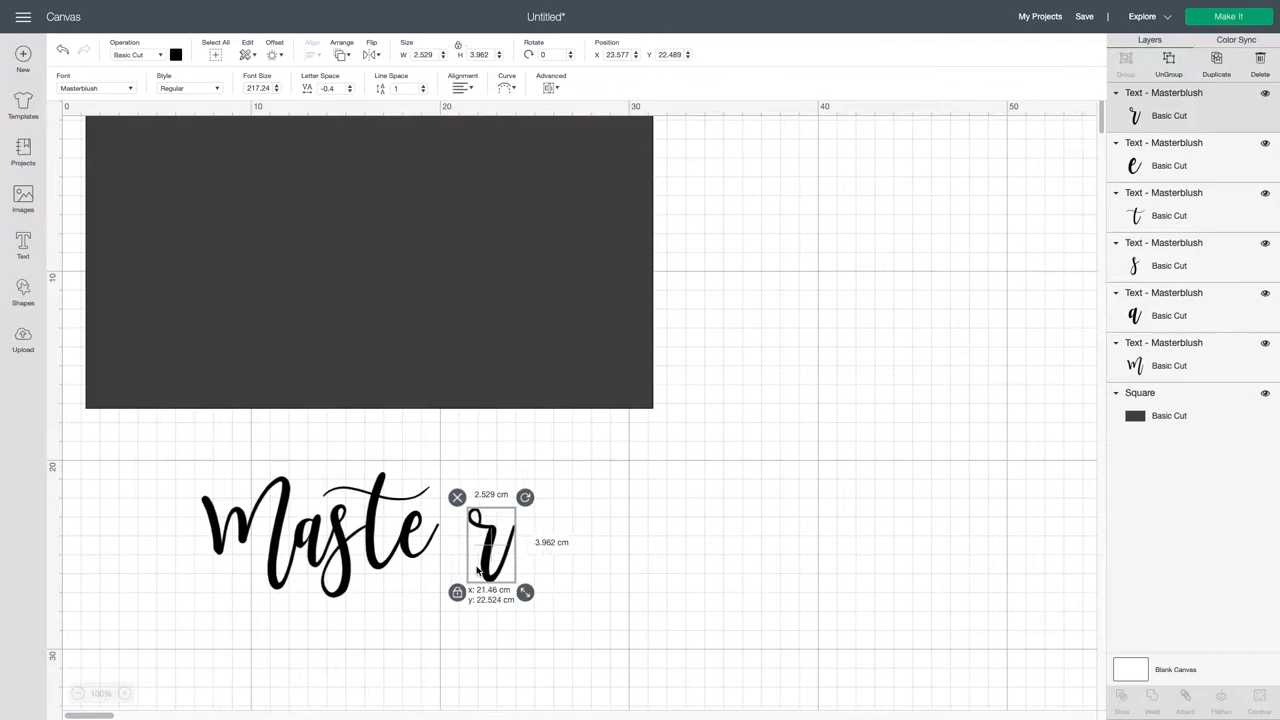 Canvas
Untitled*
My Projects
Save
|
Explore
Make It
New
Templates
Projects
Images
Text
Shapes
Upload
Operation
Basic Cut
Select All
Edit
Offset
Align
Arrange
Flip
Size
W 2.529
H 3.962
Rotate
0
Position
X 23.577
Y 22.489
Font
Masterblush
Style
Regular
Font Size
217.24
Letter Space
VA -0.4
Line Space
1
Alignment
Curve
Advanced
0 10 20 30 40 50
10
20
30
Maste r
2.529 cm
3.962 cm
x: 21.46 cm
y: 22.524 cm
100%
Layers
Color Sync
Group
UnGroup
Duplicate
Delete
Text - Masterblush
r Basic Cut
Text - Masterblush
e Basic Cut
Text - Masterblush
t Basic Cut
Text - Masterblush
s Basic Cut
Text - Masterblush
a Basic Cut
Text - Masterblush
m Basic Cut
Square
Basic Cut
Blank Canvas
Slice
Weld
Attach
Flatten
Contour